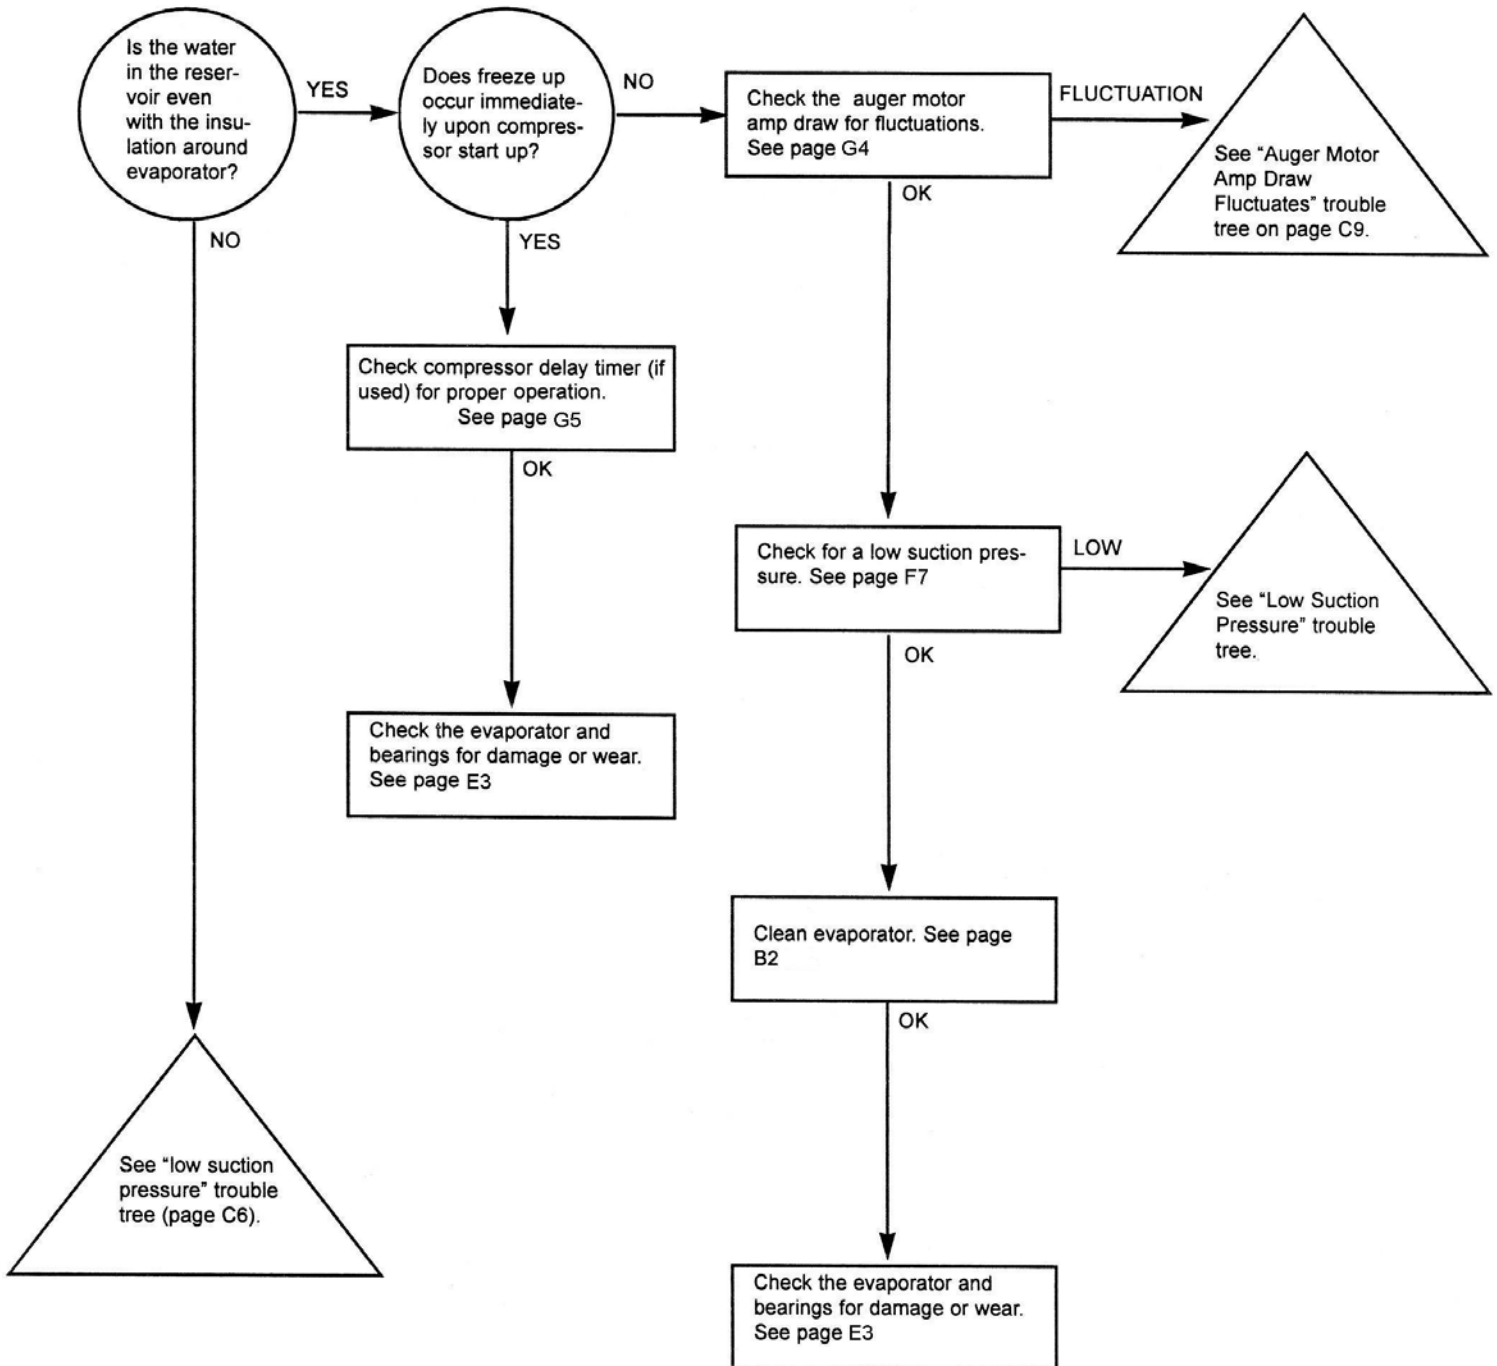 Is the water
in the reser-
voir even
with the insu-
lation around
evaporator?
YES
Does freeze up
occur immediate-
ly upon compres-
sor start up?
NO
Check the auger motor
amp draw for fluctuations.
See page G4
FLUCTUATION
See “Auger Motor
Amp Draw
Fluctuates” trouble
tree on page C9.
NO
YES
OK
Check compressor delay timer (if
used) for proper operation.
See page G5
OK
Check for a low suction pres-
sure. See page F7
LOW
See “Low Suction
Pressure” trouble
tree.
OK
Check the evaporator and
bearings for damage or wear.
See page E3
Clean evaporator. See page
B2
OK
See “low suction
pressure” trouble
tree (page C6).
Check the evaporator and
bearings for damage or wear.
See page E3